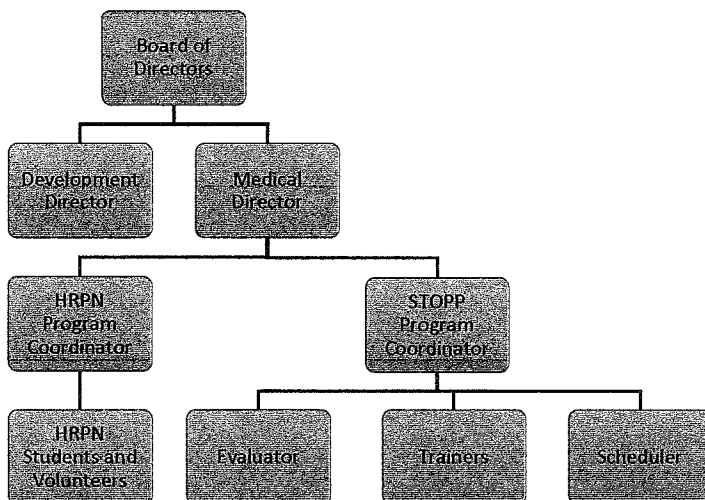 Board of
Directors
Development
Director
Medical
Director
HRPN
Program
Coordinator
STOPP
Program
Coordinator
HRPN
Students and
Volunteers
Evaluator
Trainers
Scheduler